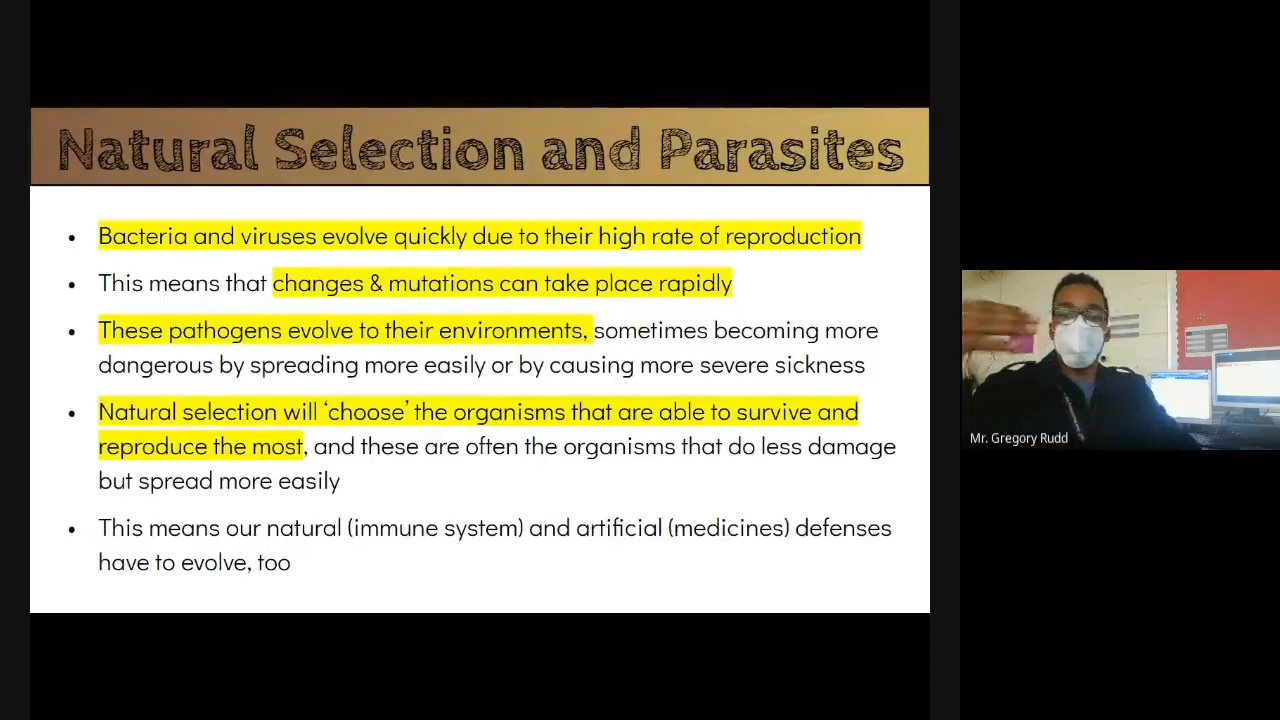 Natural Selection and Parasites
• Bacteria and viruses evolve quickly due to their high rate of reproduction
• This means that changes & mutations can take place rapidly
• These pathogens evolve to their environments, sometimes becoming more
dangerous by spreading more easily or by causing more severe sickness
• Natural selection will ‘choose’ the organisms that are able to survive and
reproduce the most, and these are often the organisms that do less damage
but spread more easily
• This means our natural (immune system) and artificial (medicines) defenses
have to evolve, too
Mr. Gregory Rudd